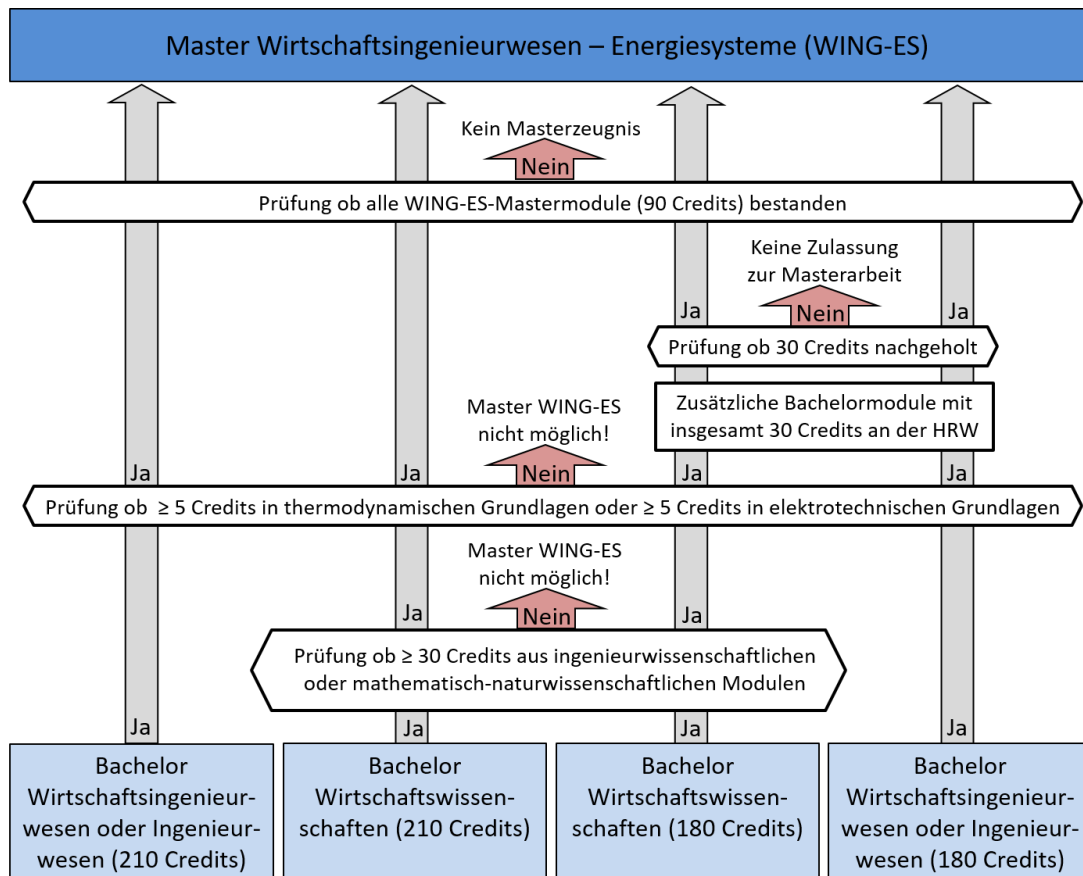 Master Wirtschaftsingenieurwesen – Energiesysteme (WING-ES)
Kein Masterzeugnis
Nein
Prüfung ob alle WING-ES-Mastermodule (90 Credits) bestanden
Keine Zulassung
zur Masterarbeit
Ja
Nein
Ja
Prüfung ob 30 Credits nachgeholt
Zusätzliche Bachelormodule mit
insgesamt 30 Credits an der HRW
Master WING-ES
nicht möglich!
Ja
Ja
Nein
Ja
Ja
Prüfung ob ≥ 5 Credits in thermodynamischen Grundlagen oder ≥ 5 Credits in elektrotechnischen Grundlagen
Master WING-ES
nicht möglich!
Ja
Nein
Ja
Prüfung ob ≥ 30 Credits aus ingenieurwissenschaftlichen
oder mathematisch-naturwissenschaftlichen Modulen
Ja
Ja
Ja
Ja
Bachelor
Wirtschaftsingenieur-
wesen oder Ingenieur-
wesen (210 Credits)
Bachelor
Wirtschaftswissen-
schaften (210 Credits)
Bachelor
Wirtschaftswissen-
schaften (180 Credits)
Bachelor
Wirtschaftsingenieur-
wesen oder Ingenieur-
wesen (180 Credits)